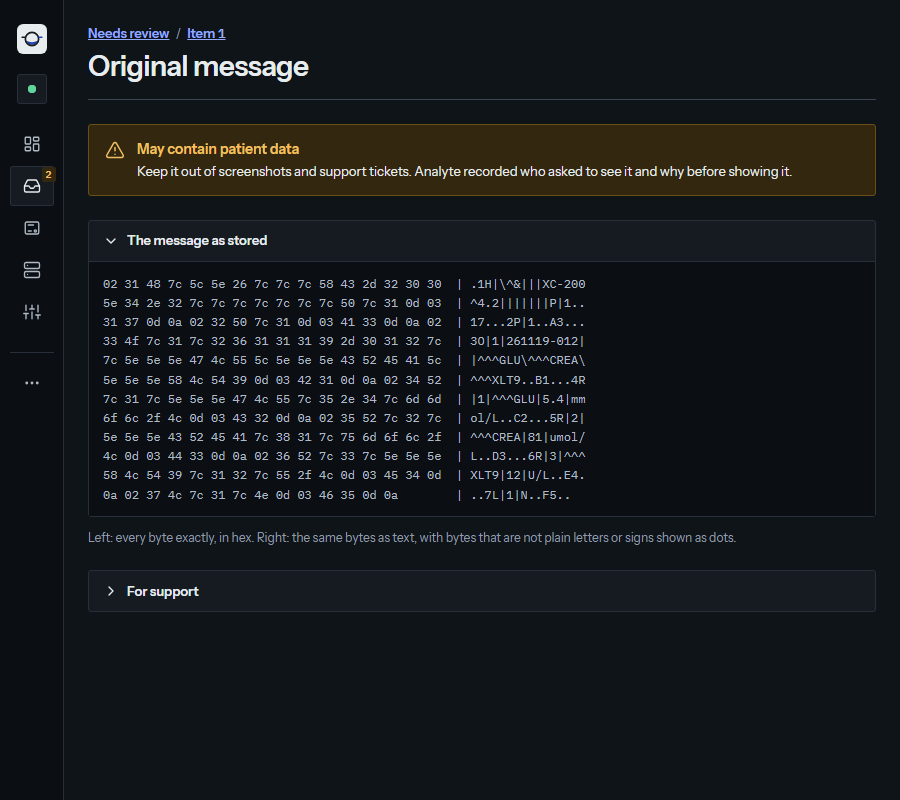 Needs review / Item 1
Original message
2
May contain patient data
Keep it out of screenshots and support tickets. Analyte recorded who asked to see it and why before showing it.
The message as stored
02 31 48 7c 5c 5e 26 7c 7c 7c 58 43 2d 32 30 30 | .1H|\^&|||XC-200
5e 34 2e 32 7c 7c 7c 7c 7c 7c 7c 50 7c 31 0d 03 | ^4.2|||||||P|1..
31 37 0d 0a 02 32 50 7c 31 0d 03 41 33 0d 0a 02 | 17...2P|1..A3...
33 4f 7c 31 7c 32 36 31 31 31 39 2d 30 31 32 7c | 3O|1|261119-012|
7c 5e 5e 5e 47 4c 55 5c 5e 5e 5e 43 52 45 41 5c | |^^^GLU\^^^CREA\
5e 5e 5e 58 4c 54 39 0d 03 42 31 0d 0a 02 34 52 | ^^^XLT9..B1...4R
7c 31 7c 5e 5e 5e 47 4c 55 7c 35 2e 34 7c 6d 6d | |1|^^^GLU|5.4|mm
6f 6c 2f 4c 0d 03 43 32 0d 0a 02 35 52 7c 32 7c | ol/L..C2...5R|2|
5e 5e 5e 43 52 45 41 7c 38 31 7c 75 6d 6f 6c 2f | ^^^CREA|81|umol/
4c 0d 03 44 33 0d 0a 02 36 52 7c 33 7c 5e 5e 5e | L..D3...6R|3|^^^
58 4c 54 39 7c 31 32 7c 55 2f 4c 0d 03 45 34 0d | XLT9|12|U/L..E4.
0a 02 37 4c 7c 31 7c 4e 0d 03 46 35 0d 0a | ..7L|1|N..F5..
Left: every byte exactly, in hex. Right: the same bytes as text, with bytes that are not plain letters or signs shown as dots.
For support